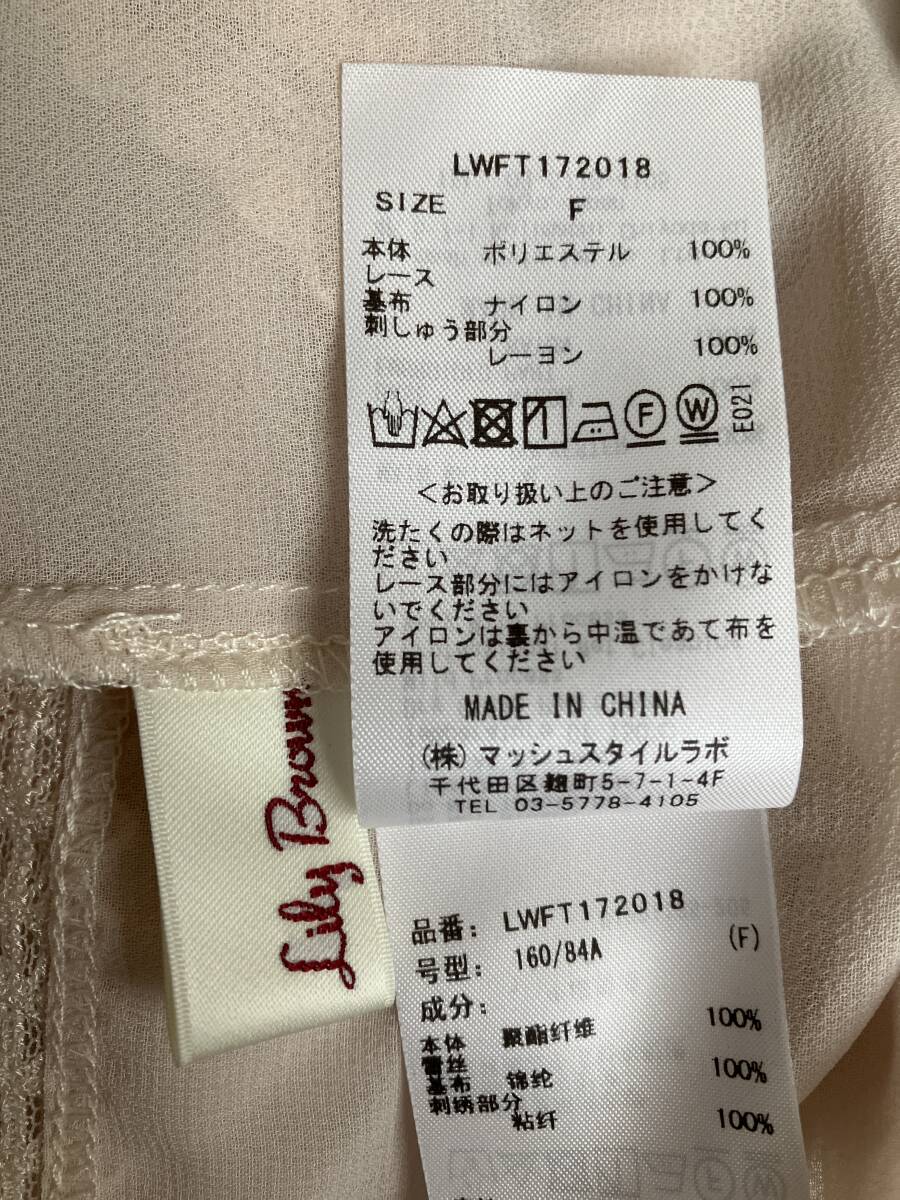 LWFT172018
SIZE F
本体 ポリエステル 100%
レース
基布 ナイロン 100%
刺しゅう部分
レーヨン 100%
F W E021
<お取り扱い上のご注意>
洗たくの際はネットを使用してく
ださい
レース部分にはアイロンをかけな
いでください
アイロンは裏から中温であて布を
使用してください
MADE IN CHINA
(株)マッシュスタイルラボ
千代田区麹町5-7-1-4F
TEL 03-5778-4105
Lily Brown
品番: LWFT172018
号型: 160/84A (F)
成分:
本体 聚酯纤维 100%
蕾丝
基布 锦纶 100%
刺绣部分
粘纤 100%